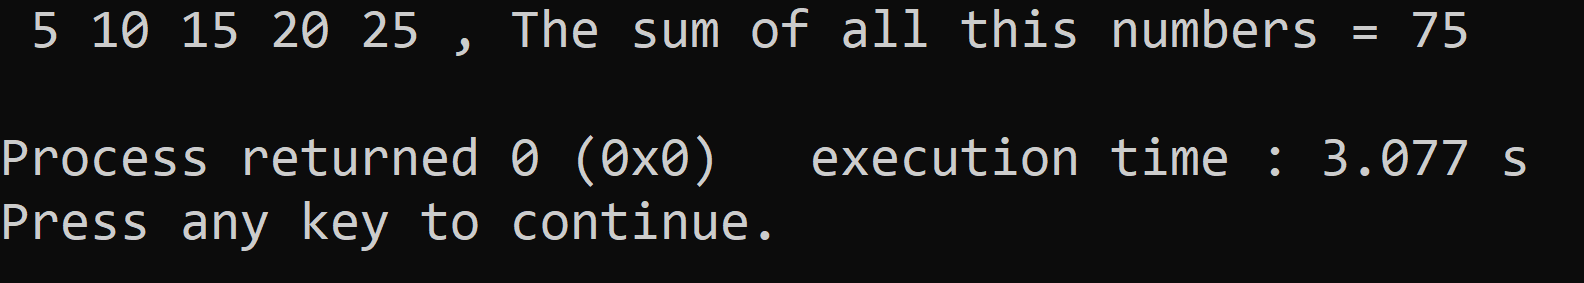 5 10 15 20 25 , The sum of all this numbers = 75
Process returned 0 (0x0)   execution time : 3.077 s
Press any key to continue.